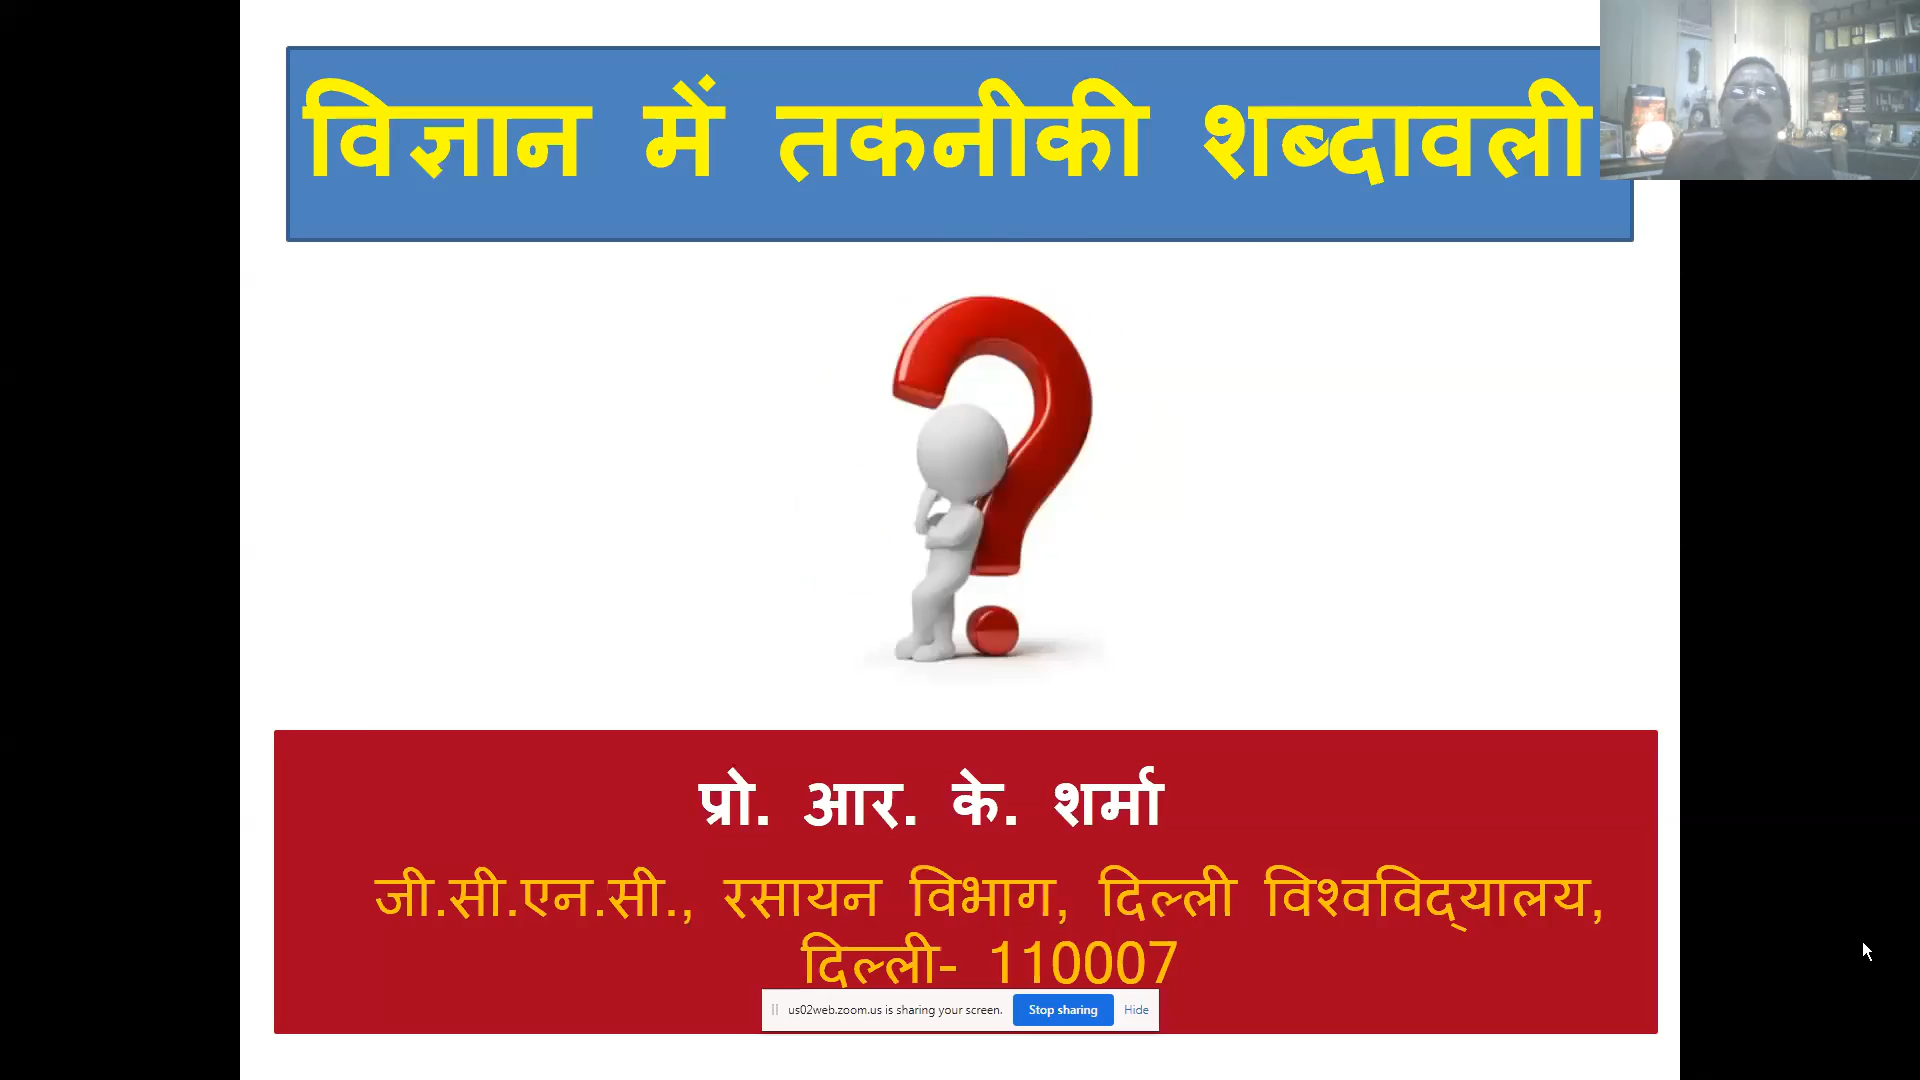 विज्ञान में तकनीकी शब्दावली
प्रो. आर. के. शर्मा
जी.सी.एन.सी., रसायन विभाग, दिल्ली विश्वविद्यालय,
दिल्ली- 110007
us02web.zoom.us is sharing your screen. Stop sharing Hide